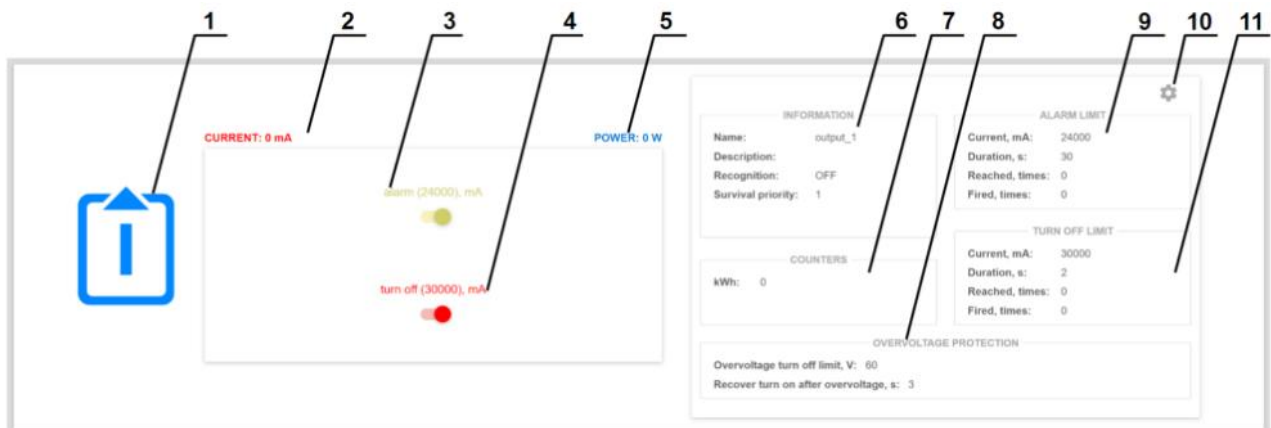 1 2 3 4 5 6 7 8 9 10 11
CURRENT: 0 mA
POWER: 0 W
alarm (24000), mA
turn off (30000), mA
INFORMATION
Name: output_1
Description:
Recognition: OFF
Survival priority: 1
COUNTERS
kWh: 0
ALARM LIMIT
Current, mA: 24000
Duration, s: 30
Reached, times: 0
Fired, times: 0
TURN OFF LIMIT
Current, mA: 30000
Duration, s: 2
Reached, times: 0
Fired, times: 0
OVERVOLTAGE PROTECTION
Overvoltage turn off limit, V: 60
Recover turn on after overvoltage, s: 3